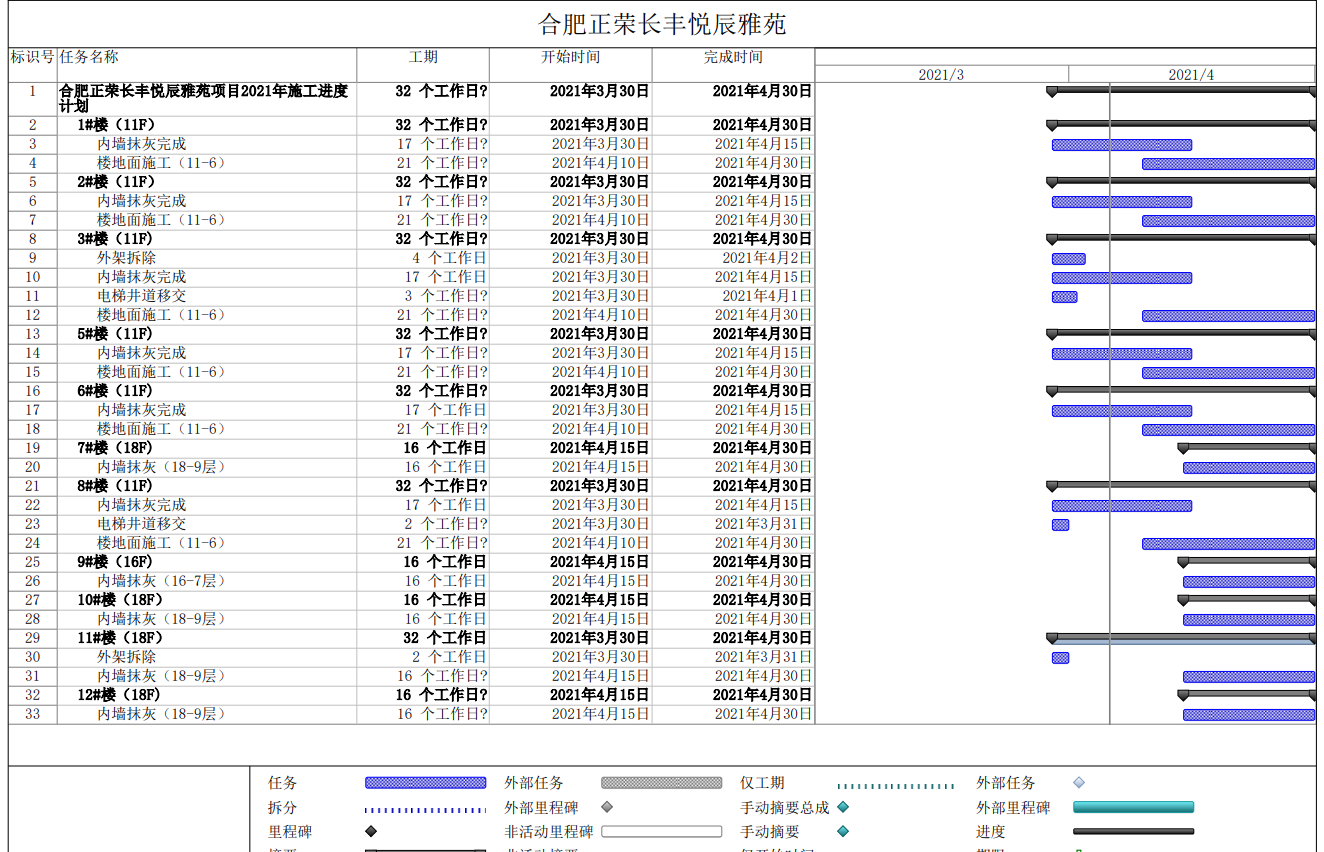 合肥正荣长丰悦辰雅苑
标识号 任务名称 工期 开始时间 完成时间
2021/3 2021/4
1 合肥正荣长丰悦辰雅苑项目2021年施工进度 32 个工作日? 2021年3月30日 2021年4月30日
计划
2 1#楼（11F） 32 个工作日? 2021年3月30日 2021年4月30日
3 内墙抹灰完成 17 个工作日? 2021年3月30日 2021年4月15日
4 楼地面施工（11-6） 21 个工作日? 2021年4月10日 2021年4月30日
5 2#楼（11F） 32 个工作日? 2021年3月30日 2021年4月30日
6 内墙抹灰完成 17 个工作日? 2021年3月30日 2021年4月15日
7 楼地面施工（11-6） 21 个工作日? 2021年4月10日 2021年4月30日
8 3#楼（11F） 32 个工作日? 2021年3月30日 2021年4月30日
9 外架拆除 4 个工作日 2021年3月30日 2021年4月2日
10 内墙抹灰完成 17 个工作日? 2021年3月30日 2021年4月15日
11 电梯井道移交 3 个工作日? 2021年3月30日 2021年4月1日
12 楼地面施工（11-6） 21 个工作日? 2021年4月10日 2021年4月30日
13 5#楼（11F） 32 个工作日? 2021年3月30日 2021年4月30日
14 内墙抹灰完成 17 个工作日? 2021年3月30日 2021年4月15日
15 楼地面施工（11-6） 21 个工作日? 2021年4月10日 2021年4月30日
16 6#楼（11F） 32 个工作日? 2021年3月30日 2021年4月30日
17 内墙抹灰完成 17 个工作日 2021年3月30日 2021年4月15日
18 楼地面施工（11-6） 21 个工作日? 2021年4月10日 2021年4月30日
19 7#楼（18F） 16 个工作日 2021年4月15日 2021年4月30日
20 内墙抹灰（18-9层） 16 个工作日 2021年4月15日 2021年4月30日
21 8#楼（11F） 32 个工作日? 2021年3月30日 2021年4月30日
22 内墙抹灰完成 17 个工作日 2021年3月30日 2021年4月15日
23 电梯井道移交 2 个工作日? 2021年3月30日 2021年3月31日
24 楼地面施工（11-6） 21 个工作日? 2021年4月10日 2021年4月30日
25 9#楼（16F） 16 个工作日 2021年4月15日 2021年4月30日
26 内墙抹灰（16-7层） 16 个工作日 2021年4月15日 2021年4月30日
27 10#楼（18F） 16 个工作日 2021年4月15日 2021年4月30日
28 内墙抹灰（18-9层） 16 个工作日 2021年4月15日 2021年4月30日
29 11#楼（18F） 32 个工作日 2021年3月30日 2021年4月30日
30 外架拆除 2 个工作日 2021年3月30日 2021年3月31日
31 内墙抹灰（18-9层） 16 个工作日? 2021年4月15日 2021年4月30日
32 12#楼（18F） 16 个工作日? 2021年4月15日 2021年4月30日
33 内墙抹灰（18-9层） 16 个工作日? 2021年4月15日 2021年4月30日
任务 外部任务 仅工期 外部任务
拆分 外部里程碑 手动摘要总成 外部里程碑
里程碑 非活动里程碑 手动摘要 进度